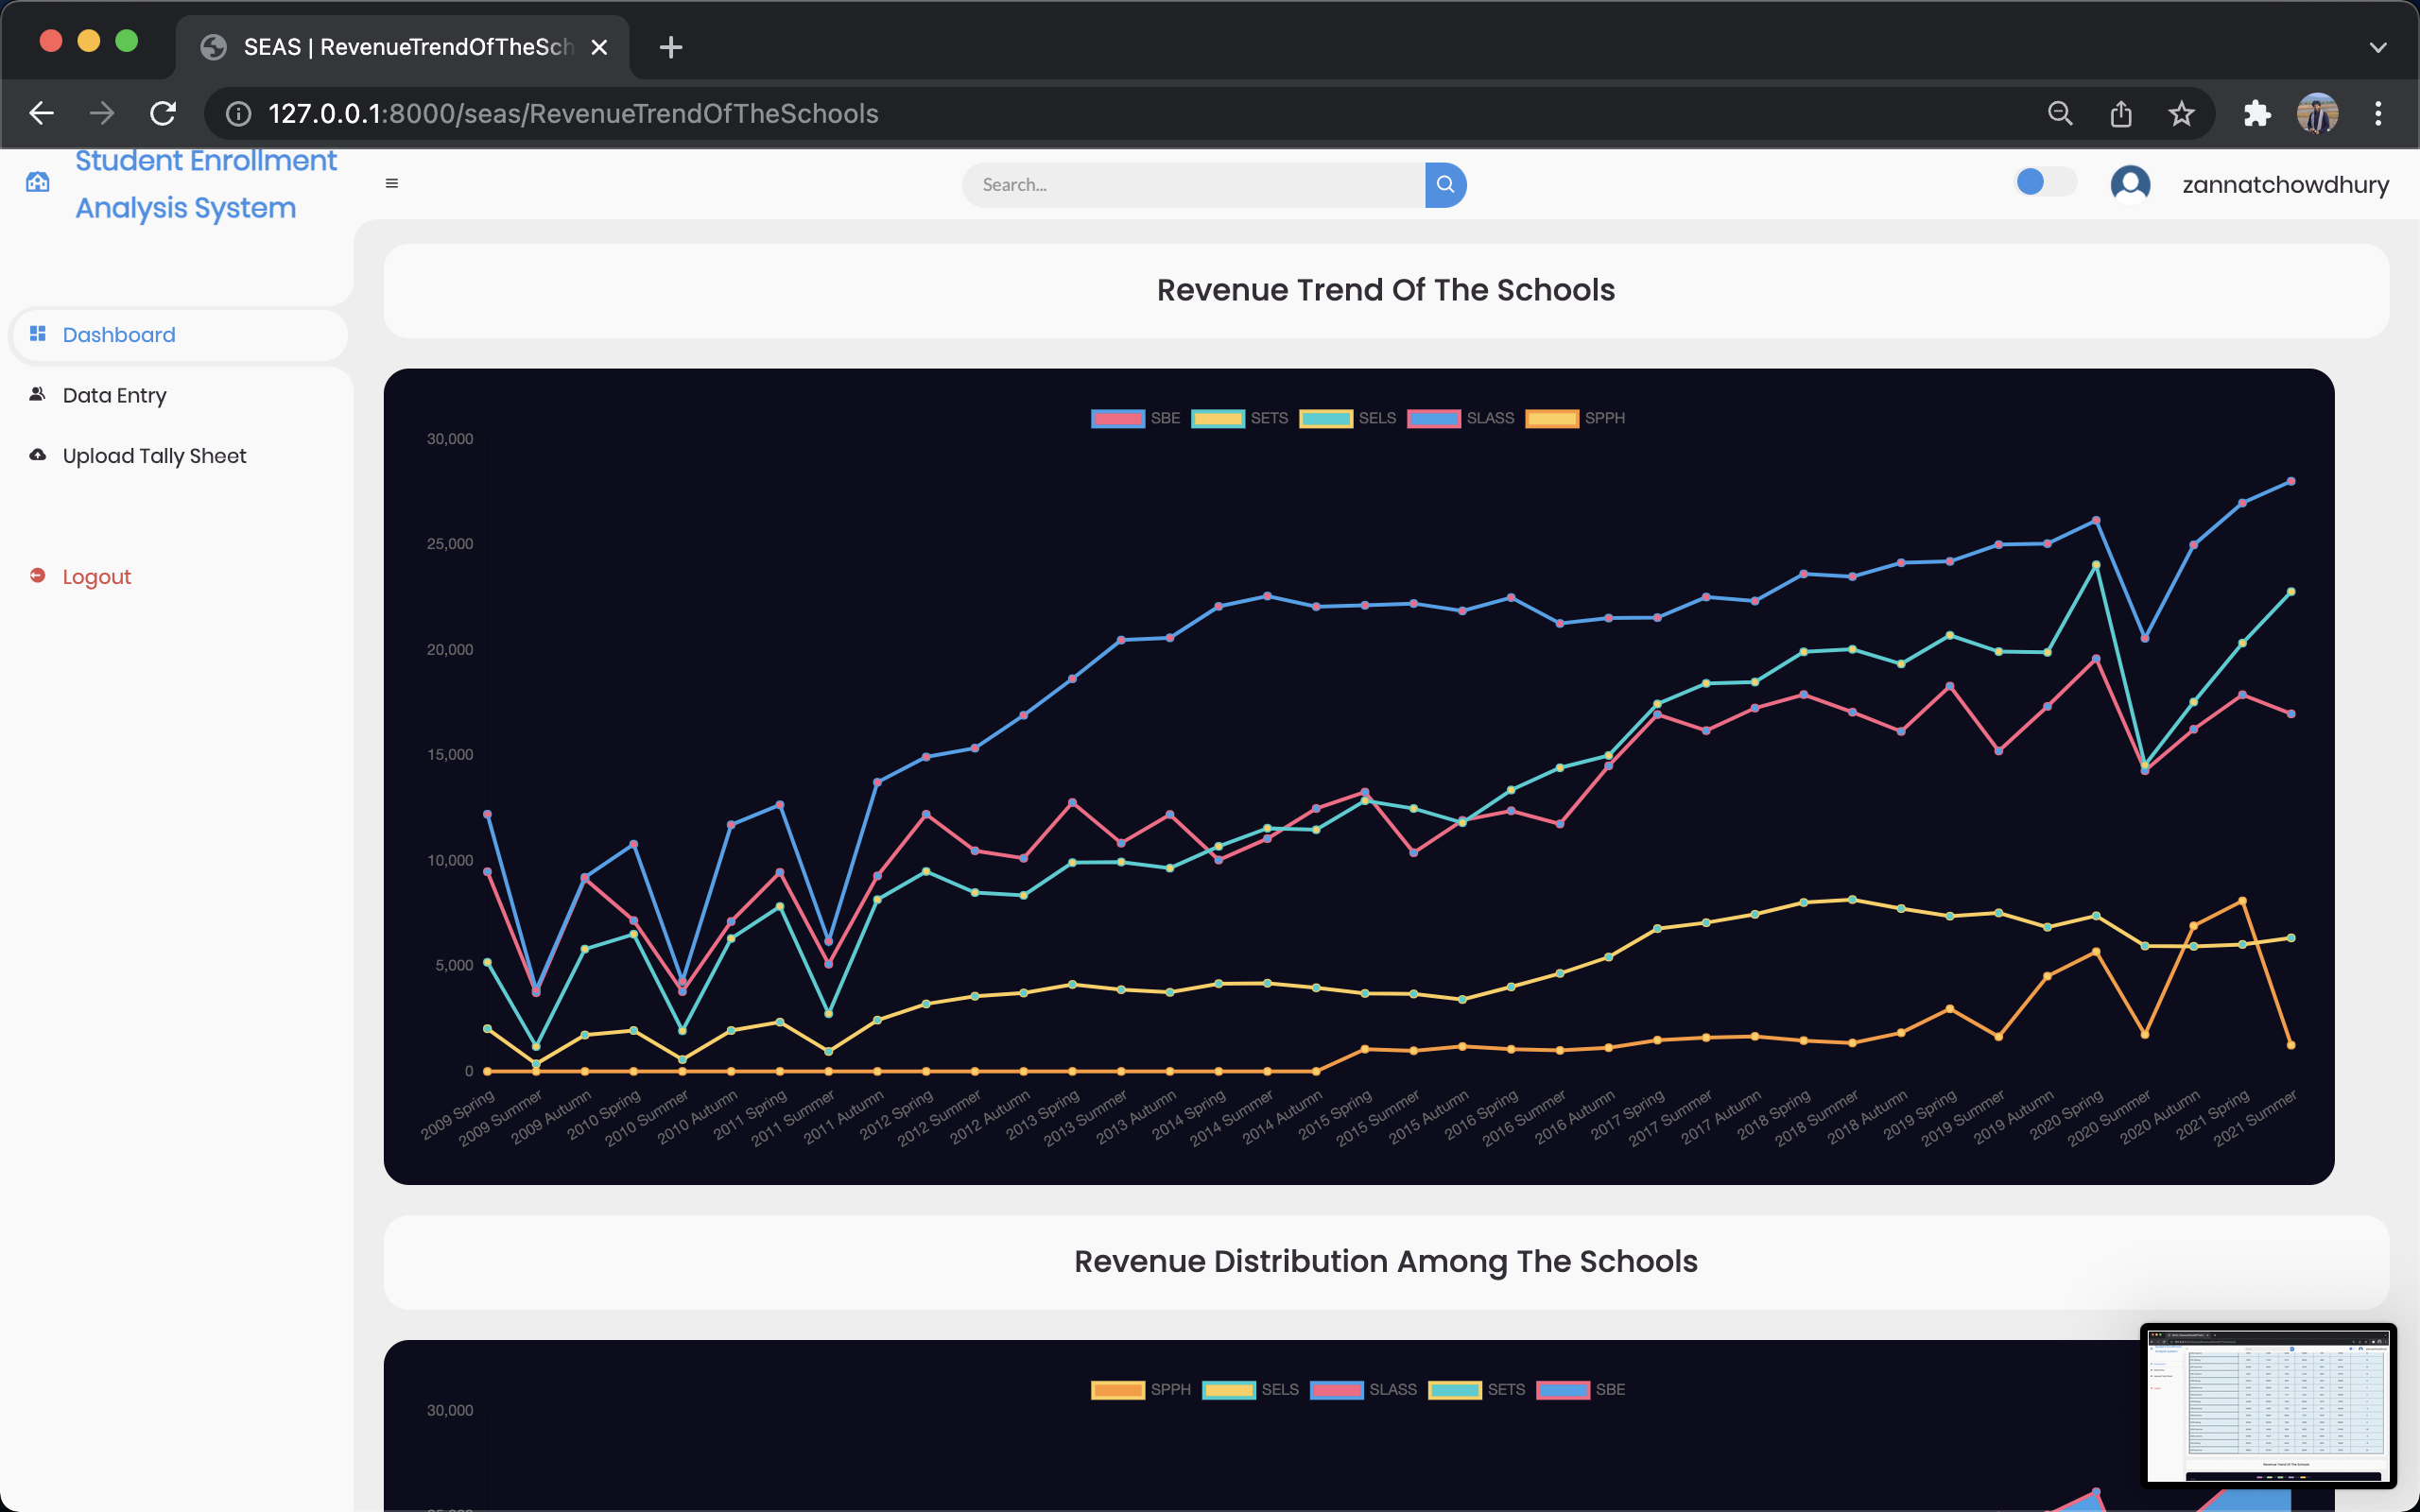 SEAS | RevenueTrendOfTheSch
127.0.0.1:8000/seas/RevenueTrendOfTheSchools
Student Enrollment
Analysis System
Search...
zannatchowdhury
Dashboard
Data Entry
Upload Tally Sheet
Logout
Revenue Trend Of The Schools
SBE SETS SELS SLASS SPPH
30,000
25,000
20,000
15,000
10,000
5,000
0
2009 Spring
2009 Summer
2009 Autumn
2010 Spring
2010 Summer
2010 Autumn
2011 Spring
2011 Summer
2011 Autumn
2012 Spring
2012 Summer
2012 Autumn
2013 Spring
2013 Summer
2013 Autumn
2014 Spring
2014 Summer
2014 Autumn
2015 Spring
2015 Summer
2015 Autumn
2016 Spring
2016 Summer
2016 Autumn
2017 Spring
2017 Summer
2017 Autumn
2018 Spring
2018 Summer
2018 Autumn
2019 Spring
2019 Summer
2019 Autumn
2020 Spring
2020 Summer
2020 Autumn
2021 Spring
2021 Summer
Revenue Distribution Among The Schools
SPPH SELS SLASS SETS SBE
30,000